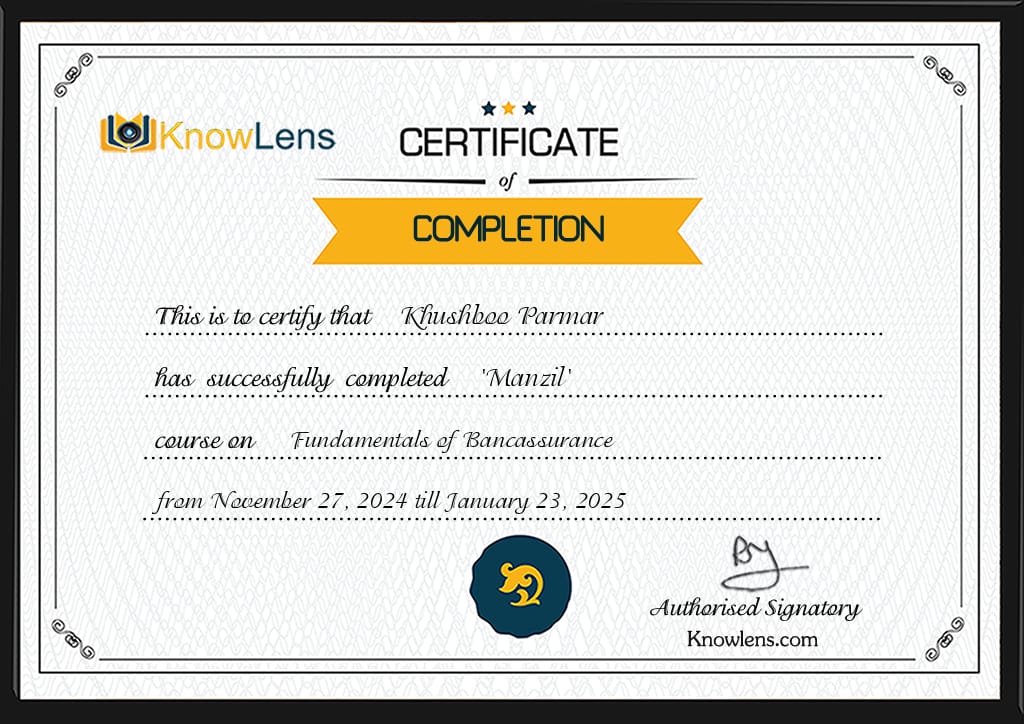 KnowLens
CERTIFICATE
of
COMPLETION
This is to certify that Khushboo Parmar
has successfully completed 'Manzil'
course on Fundamentals of Bancassurance
from November 27, 2024 till January 23, 2025
By
Authorised Signatory
Knowlens.com